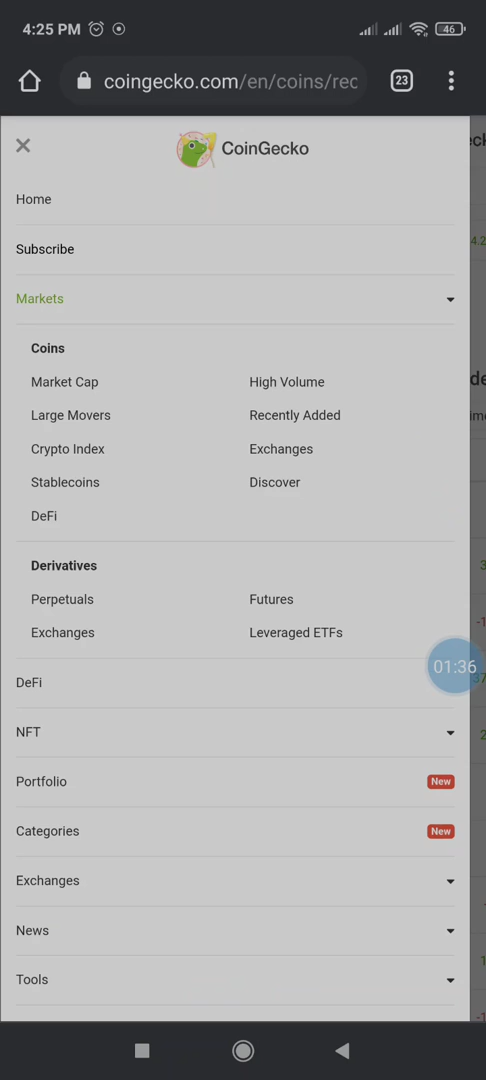 4:25 PM 46
coingecko.com/en/coins/rec 23
CoinGecko
Home
Subscribe
4.2
Markets
Coins
Market Cap High Volume
Large Movers Recently Added
Crypto Index Exchanges
Stablecoins Discover
DeFi
Derivatives
Perpetuals Futures
Exchanges Leveraged ETFs
01:36
DeFi
NFT
Portfolio New
Categories New
Exchanges
News
Tools